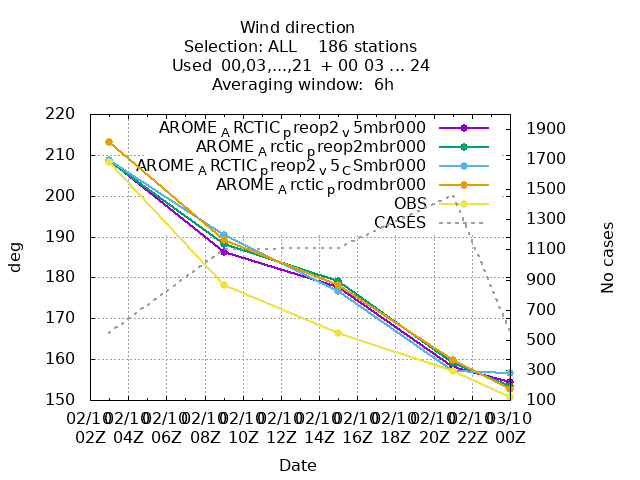 Wind direction
Selection: ALL    186 stations
Used  00,03,...,21  + 00 03 ... 24
Averaging window:  6h
220
210
200
190
180
170
160
150
deg
1900
1700
1500
1300
1100
900
700
500
300
100
No cases
AROME_ARCTIC_preop2_v5mbr000
AROME_Arctic_preop2mbr000
AROME_ARCTIC_preop2_v5_CSmbr000
AROME_Arctic_prodmbr000
OBS
CASES
02/10 02/10 02/10 02/10 02/10 02/10 02/10 02/10 02/10 02/10 02/10 03/10
02Z 04Z 06Z 08Z 10Z 12Z 14Z 16Z 18Z 20Z 22Z 00Z
Date